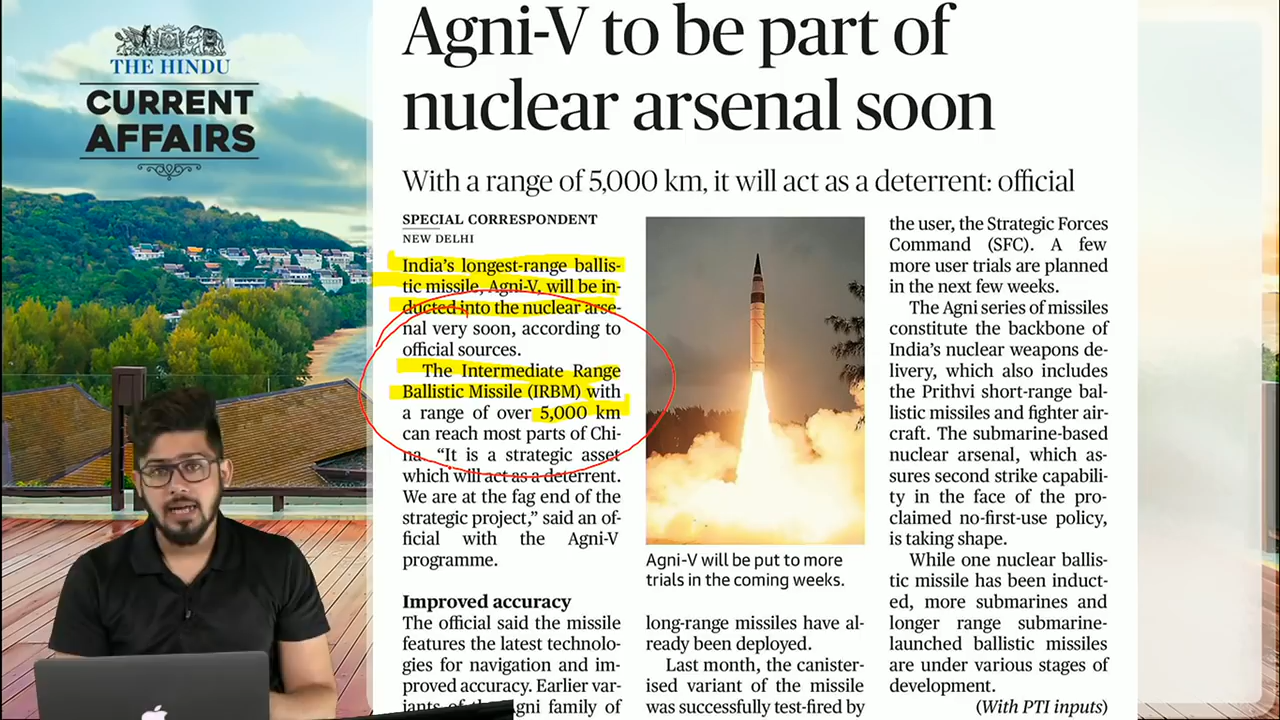 THE HINDU
CURRENT
AFFAIRS
Agni-V to be part of
nuclear arsenal soon
With a range of 5,000 km, it will act as a deterrent: official
SPECIAL CORRESPONDENT
NEW DELHI
India's longest-range ballis-
tic missile, Agni-V, will be in-
ducted into the nuclear arse-
nal very soon, according to
official sources.
The Intermediate Range
Ballistic Missile (IRBM) with
a range of over 5,000 km
can reach most parts of Chi-
na. “It is a strategic asset
which will act as a deterrent.
We are at the fag end of the
strategic project,” said an of-
ficial with the Agni-V
programme.
Improved accuracy
The official said the missile
features the latest technolo-
gies for navigation and im-
proved accuracy. Earlier var-
iants of the Agni family of
Agni-V will be put to more
trials in the coming weeks.
long-range missiles have al-
ready been deployed.
Last month, the canister-
ised variant of the missile
was successfully test-fired by
the user, the Strategic Forces
Command (SFC). A few
more user trials are planned
in the next few weeks.
The Agni series of missiles
constitute the backbone of
India's nuclear weapons de-
livery, which also includes
the Prithvi short-range bal-
listic missiles and fighter air-
craft. The submarine-based
nuclear arsenal, which as-
sures second strike capabili-
ty in the face of the pro-
claimed no-first-use policy,
is taking shape.
While one nuclear ballis-
tic missile has been induct-
ed, more submarines and
longer range submarine-
launched ballistic missiles
are under various stages of
development.
(With PTI inputs)